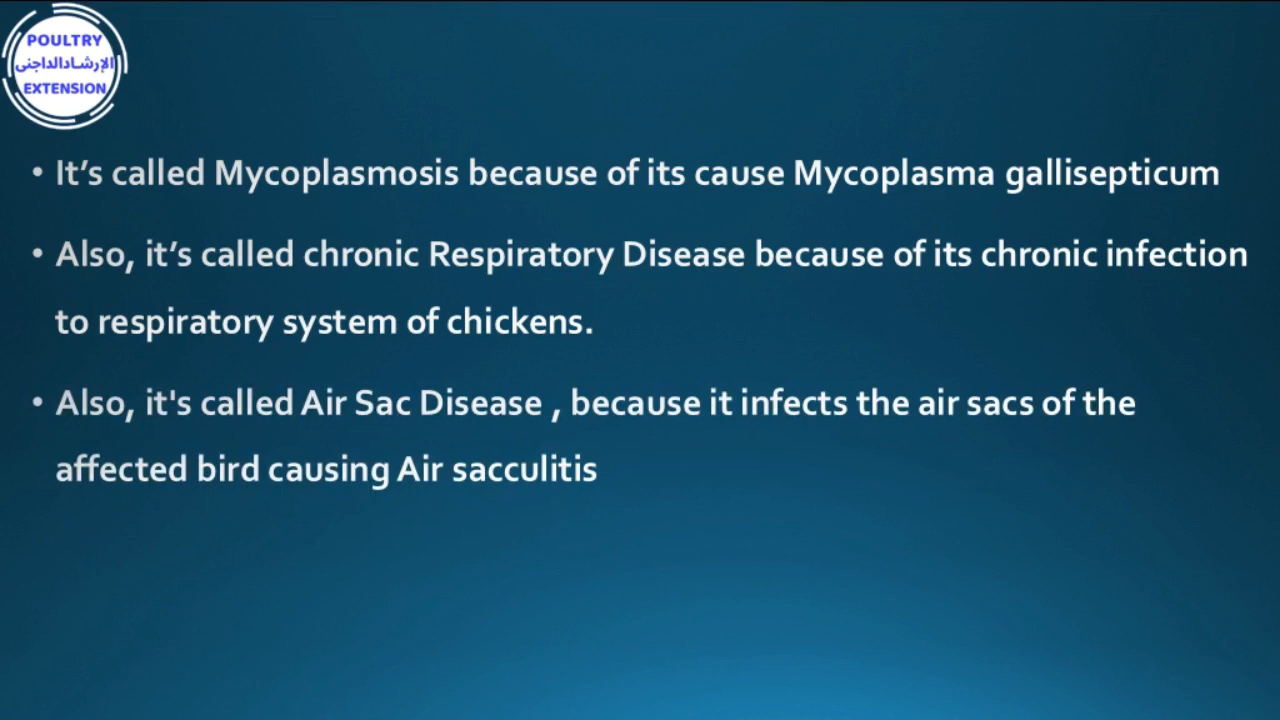 POULTRY
الإرشادالداجنى
EXTENSION
• It’s called Mycoplasmosis because of its cause Mycoplasma gallisepticum
• Also, it’s called chronic Respiratory Disease because of its chronic infection
to respiratory system of chickens.
• Also, it's called Air Sac Disease , because it infects the air sacs of the
affected bird causing Air sacculitis